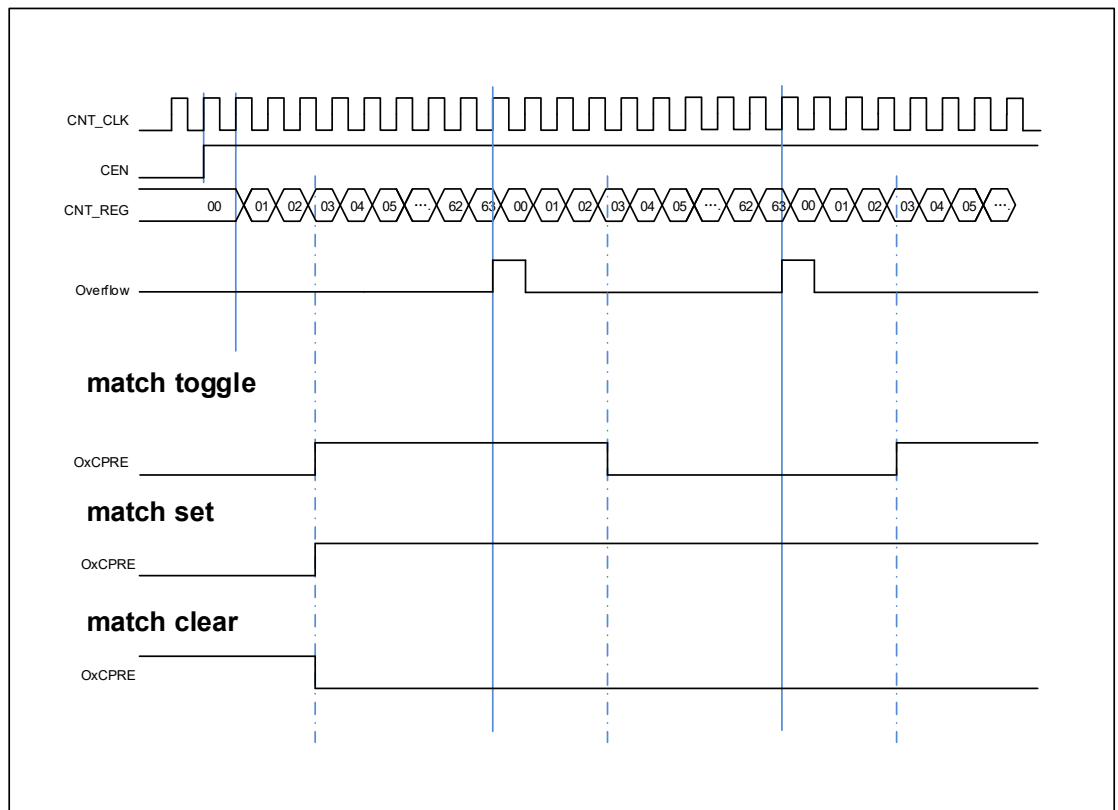 CNT_CLK
CEN
CNT_REG 00 01 02 03 04 05 ... 62 63 00 01 02 03 04 05 ... 62 63 00 01 02 03 04 05 ...
Overflow
match toggle
OxCPRE
match set
OxCPRE
match clear
OxCPRE